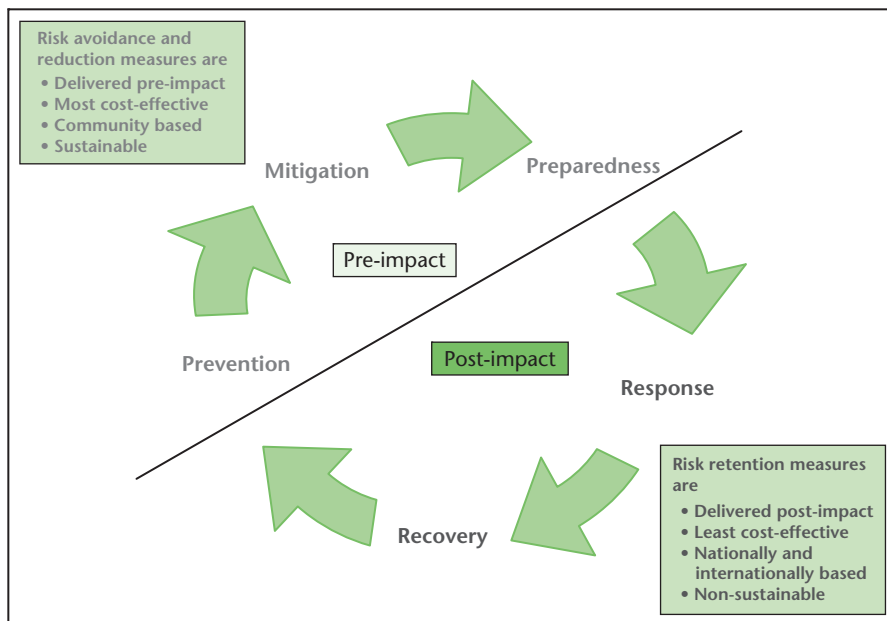 Risk avoidance and
reduction measures are
• Delivered pre-impact
• Most cost-effective
• Community based
• Sustainable
Mitigation
Preparedness
Pre-impact
Prevention
Post-impact
Response
Recovery
Risk retention measures
are
• Delivered post-impact
• Least cost-effective
• Nationally and
internationally based
• Non-sustainable